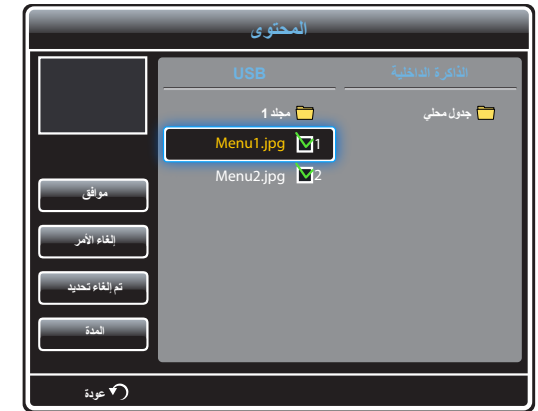 المحتوى
الذاكرة الداخلية
USB
جدول محلي
مجلد 1
Menu1.jpg 1
Menu2.jpg 2
موافق
إلغاء الأمر
تم إلغاء تحديد
المدة
عودة